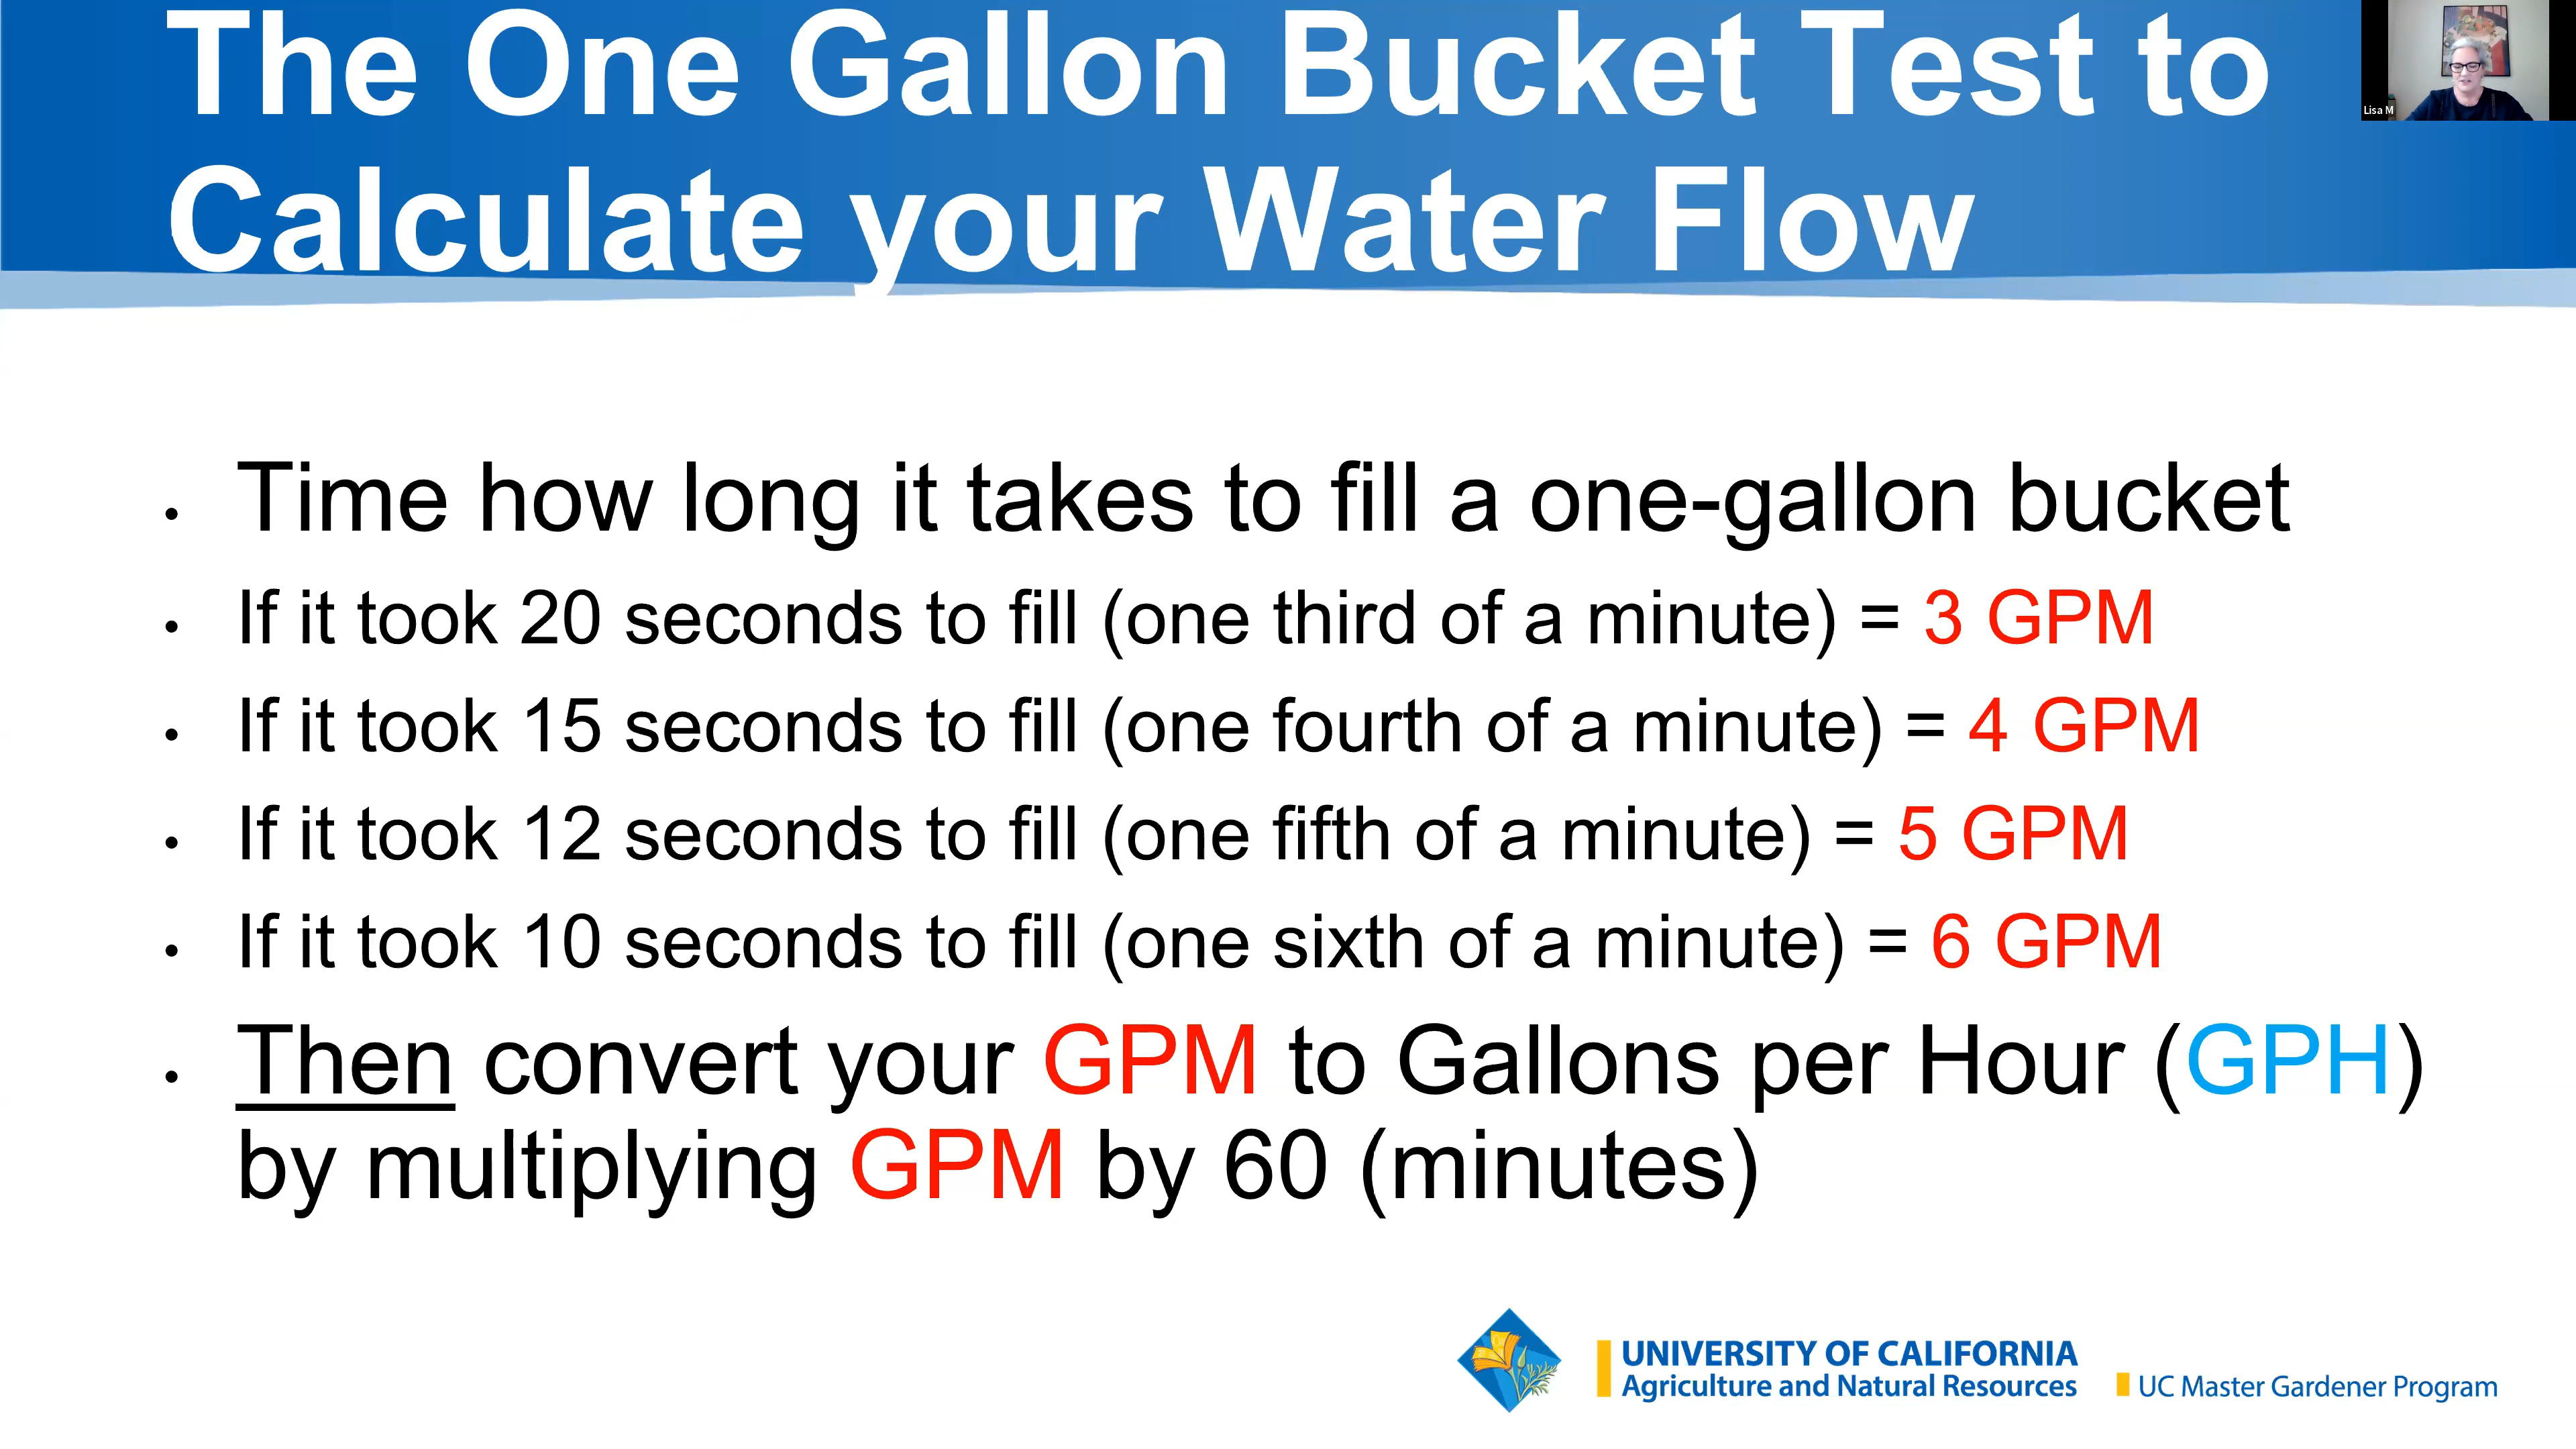 The One Gallon Bucket Test to
Calculate your Water Flow
Lisa M
• Time how long it takes to fill a one-gallon bucket
• If it took 20 seconds to fill (one third of a minute) = 3 GPM
• If it took 15 seconds to fill (one fourth of a minute) = 4 GPM
• If it took 12 seconds to fill (one fifth of a minute) = 5 GPM
• If it took 10 seconds to fill (one sixth of a minute) = 6 GPM
• Then convert your GPM to Gallons per Hour (GPH)
by multiplying GPM by 60 (minutes)
UNIVERSITY OF CALIFORNIA
Agriculture and Natural Resources
UC Master Gardener Program